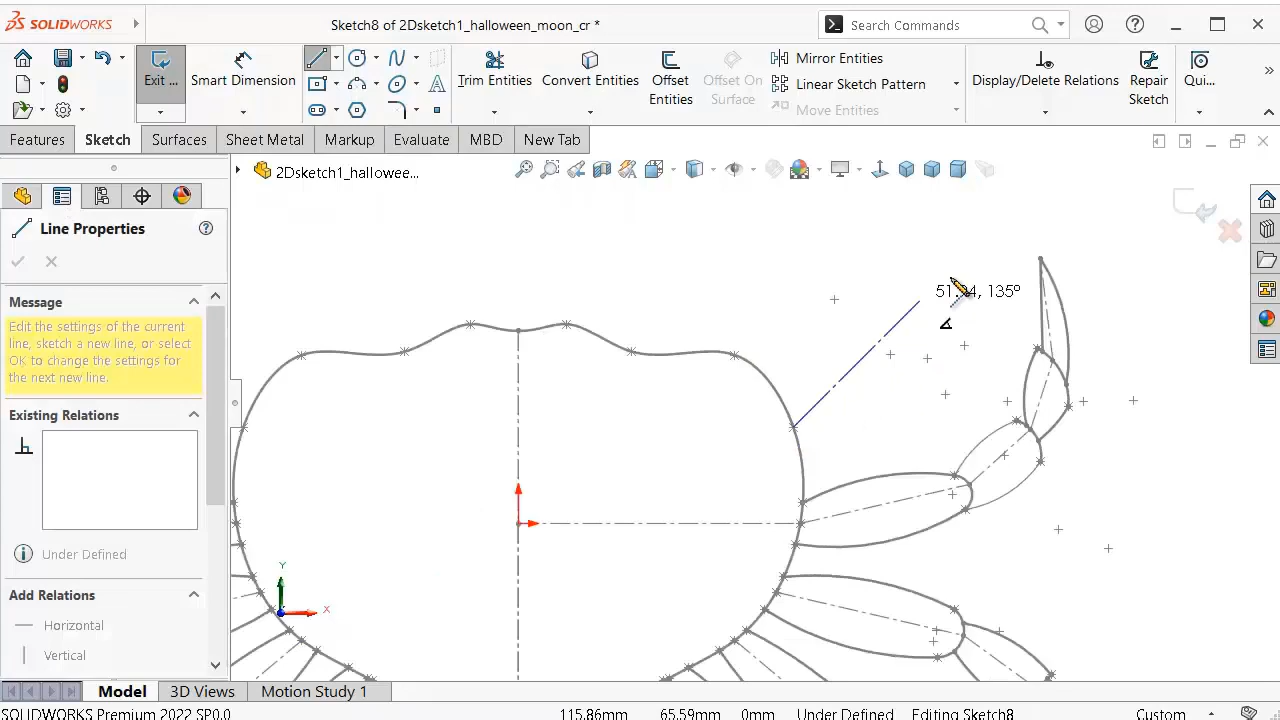 SOLIDWORKS
Sketch8 of 2Dsketch1_halloween_moon_cr *
Search Commands
Exit ...
Smart Dimension
Trim Entities
Convert Entities
Offset Entities
Offset On Surface
Mirror Entities
Linear Sketch Pattern
Move Entities
Display/Delete Relations
Repair Sketch
Qui...
Features
Sketch
Surfaces
Sheet Metal
Markup
Evaluate
MBD
New Tab
2Dsketch1_hallowee...
Line Properties
Message
Edit the settings of the current
line, sketch a new line, or select
OK to change the settings for
the next new line.
Existing Relations
Under Defined
Add Relations
Horizontal
Vertical
135°
Y
X
Model
3D Views
Motion Study 1
SOLIDWORKS Premium 2022 SP0.0
115.86mm
65.59mm
0mm
Under Defined
Editing Sketch8
Custom